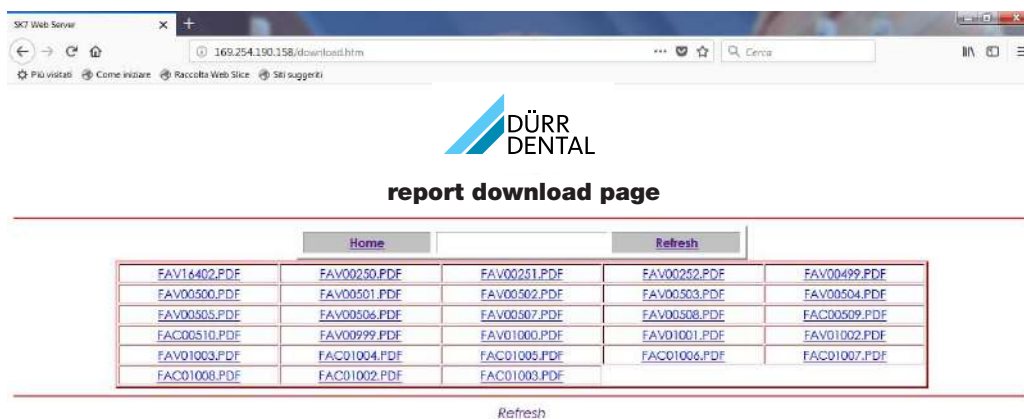 SK7 Web Server
169.254.190.158/download.htm
Cerca
Più visitati Come iniziare Raccolta Web Slice Siti suggeriti
DÜRR
DENTAL
report download page
Home Refresh
FAV16402.PDF FAV00250.PDF FAV00251.PDF FAV00252.PDF FAV00499.PDF
FAV00500.PDF FAV00501.PDF FAV00502.PDF FAV00503.PDF FAV00504.PDF
FAV00505.PDF FAV00506.PDF FAV00507.PDF FAV00508.PDF FAC00509.PDF
FAC00510.PDF FAV00999.PDF FAV01000.PDF FAV01001.PDF FAV01002.PDF
FAV01003.PDF FAC01004.PDF FAC01005.PDF FAC01006.PDF FAC01007.PDF
FAC01008.PDF FAC01002.PDF FAC01003.PDF
Refresh